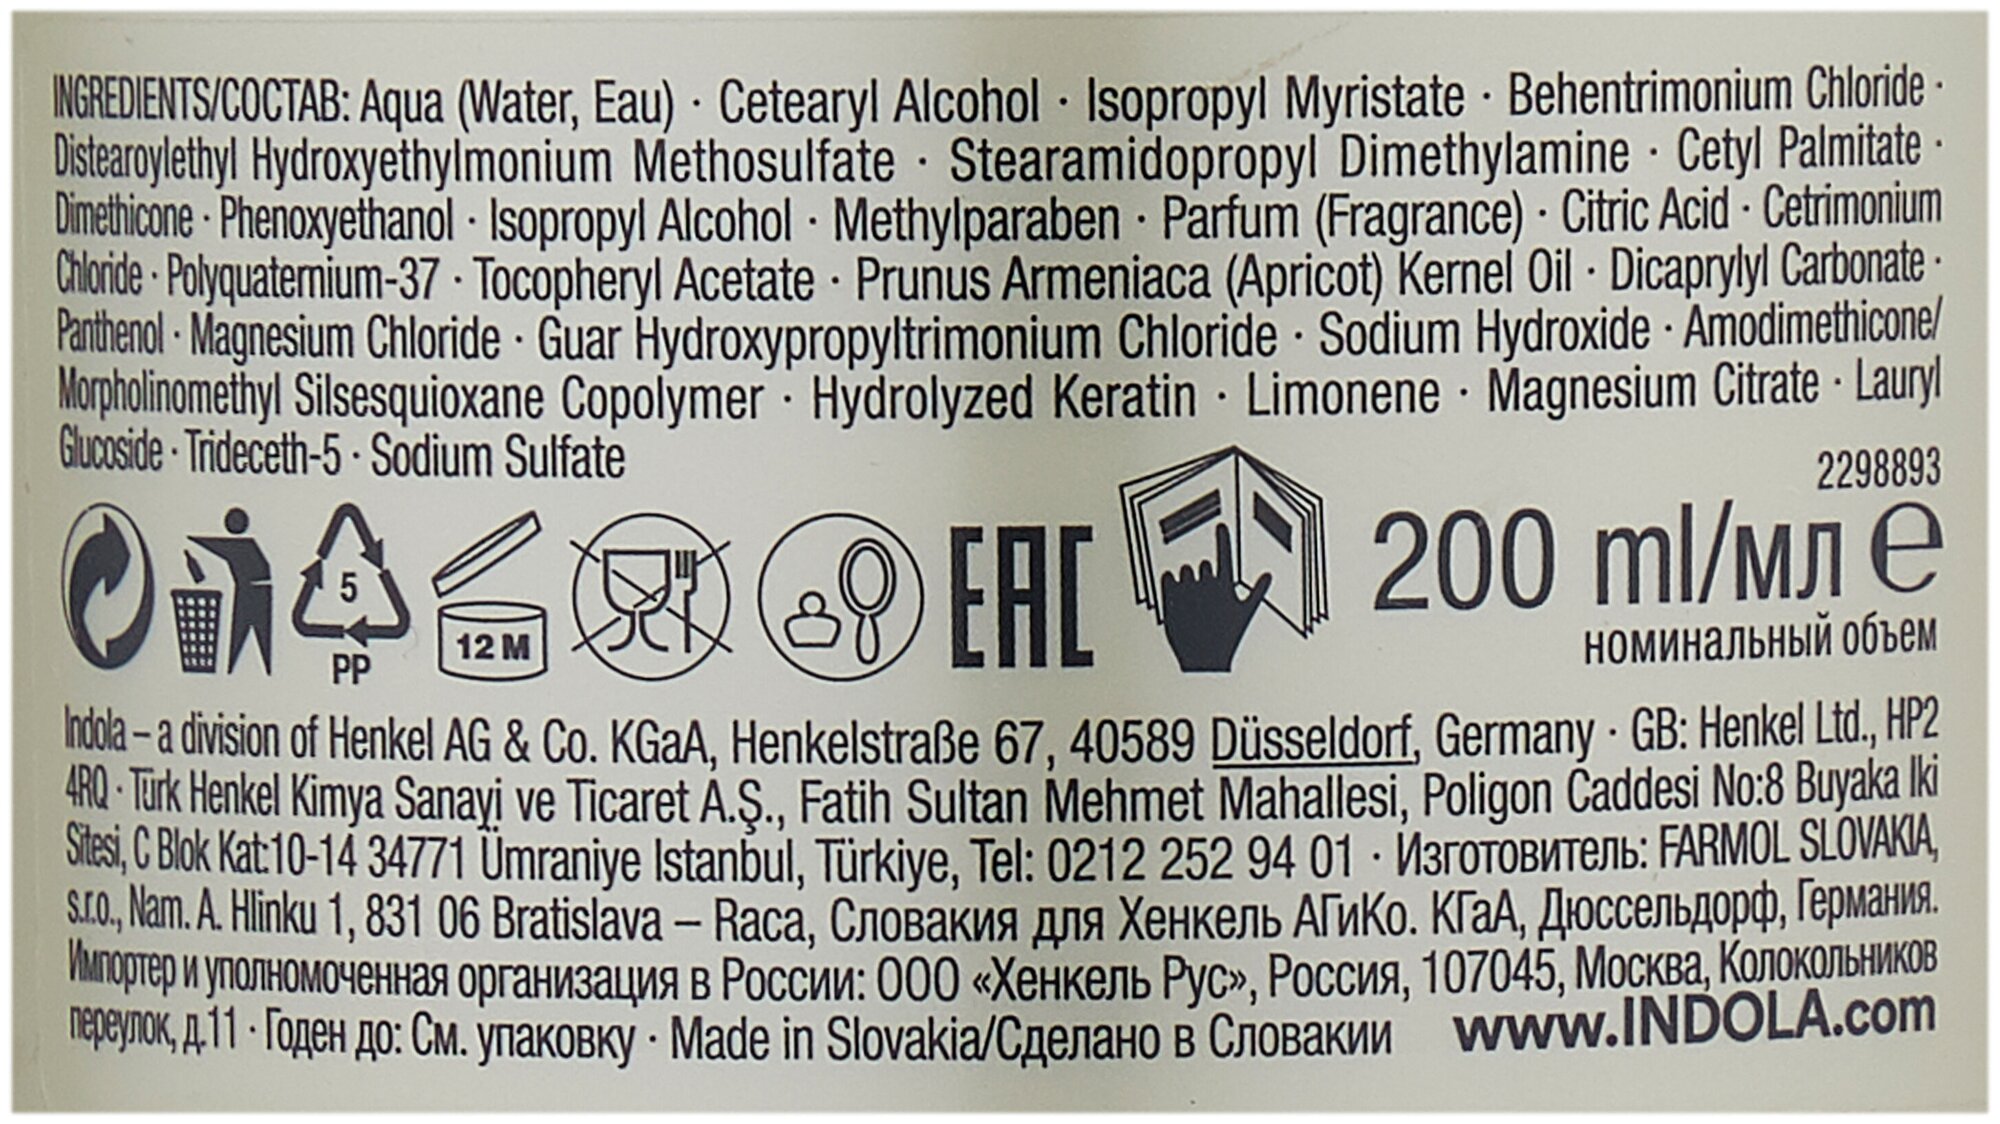 INGREDIENTS/СОСТАВ: Aqua (Water, Eau) · Cetearyl Alcohol · Isopropyl Myristate · Behentrimonium Chloride ·
Distearoylethyl Hydroxyethylmonium Methosulfate · Stearamidopropyl Dimethylamine · Cetyl Palmitate ·
Dimethicone · Phenoxyethanol · Isopropyl Alcohol · Methylparaben · Parfum (Fragrance) · Citric Acid · Cetrimonium
Chloride · Polyquaternium-37 · Tocopheryl Acetate · Prunus Armeniaca (Apricot) Kernel Oil · Dicaprylyl Carbonate ·
Panthenol · Magnesium Chloride · Guar Hydroxypropyltrimonium Chloride · Sodium Hydroxide · Amodimethicone/
Morpholinomethyl Silsesquioxane Copolymer · Hydrolyzed Keratin · Limonene · Magnesium Citrate · Lauryl
Glucoside · Trideceth-5 · Sodium Sulfate
2298893
5
PP
12 M
EAC
200 ml/мл e
номинальный объем
Indola – a division of Henkel AG & Co. KGaA, Henkelstraße 67, 40589 Düsseldorf, Germany · GB: Henkel Ltd., HP2
4RQ · Türk Henkel Kimya Sanayi ve Ticaret A.Ş., Fatih Sultan Mehmet Mahallesi, Poligon Caddesi No:8 Buyaka Iki
Sitesi, C Blok Kat:10-14 34771 Ümraniye Istanbul, Türkiye, Tel: 0212 252 94 01 · Изготовитель: FARMOL SLOVAKIA,
s.r.o., Nam. A. Hlinku 1, 831 06 Bratislava – Raca, Словакия для Хенкель АГиКо. КГаА, Дюссельдорф, Германия.
Импортер и уполномоченная организация в России: ООО «Хенкель Рус», Россия, 107045, Москва, Колокольников
переулок, д.11 · Годен до: См. упаковку · Made in Slovakia/Сделано в Словакии
www.INDOLA.com